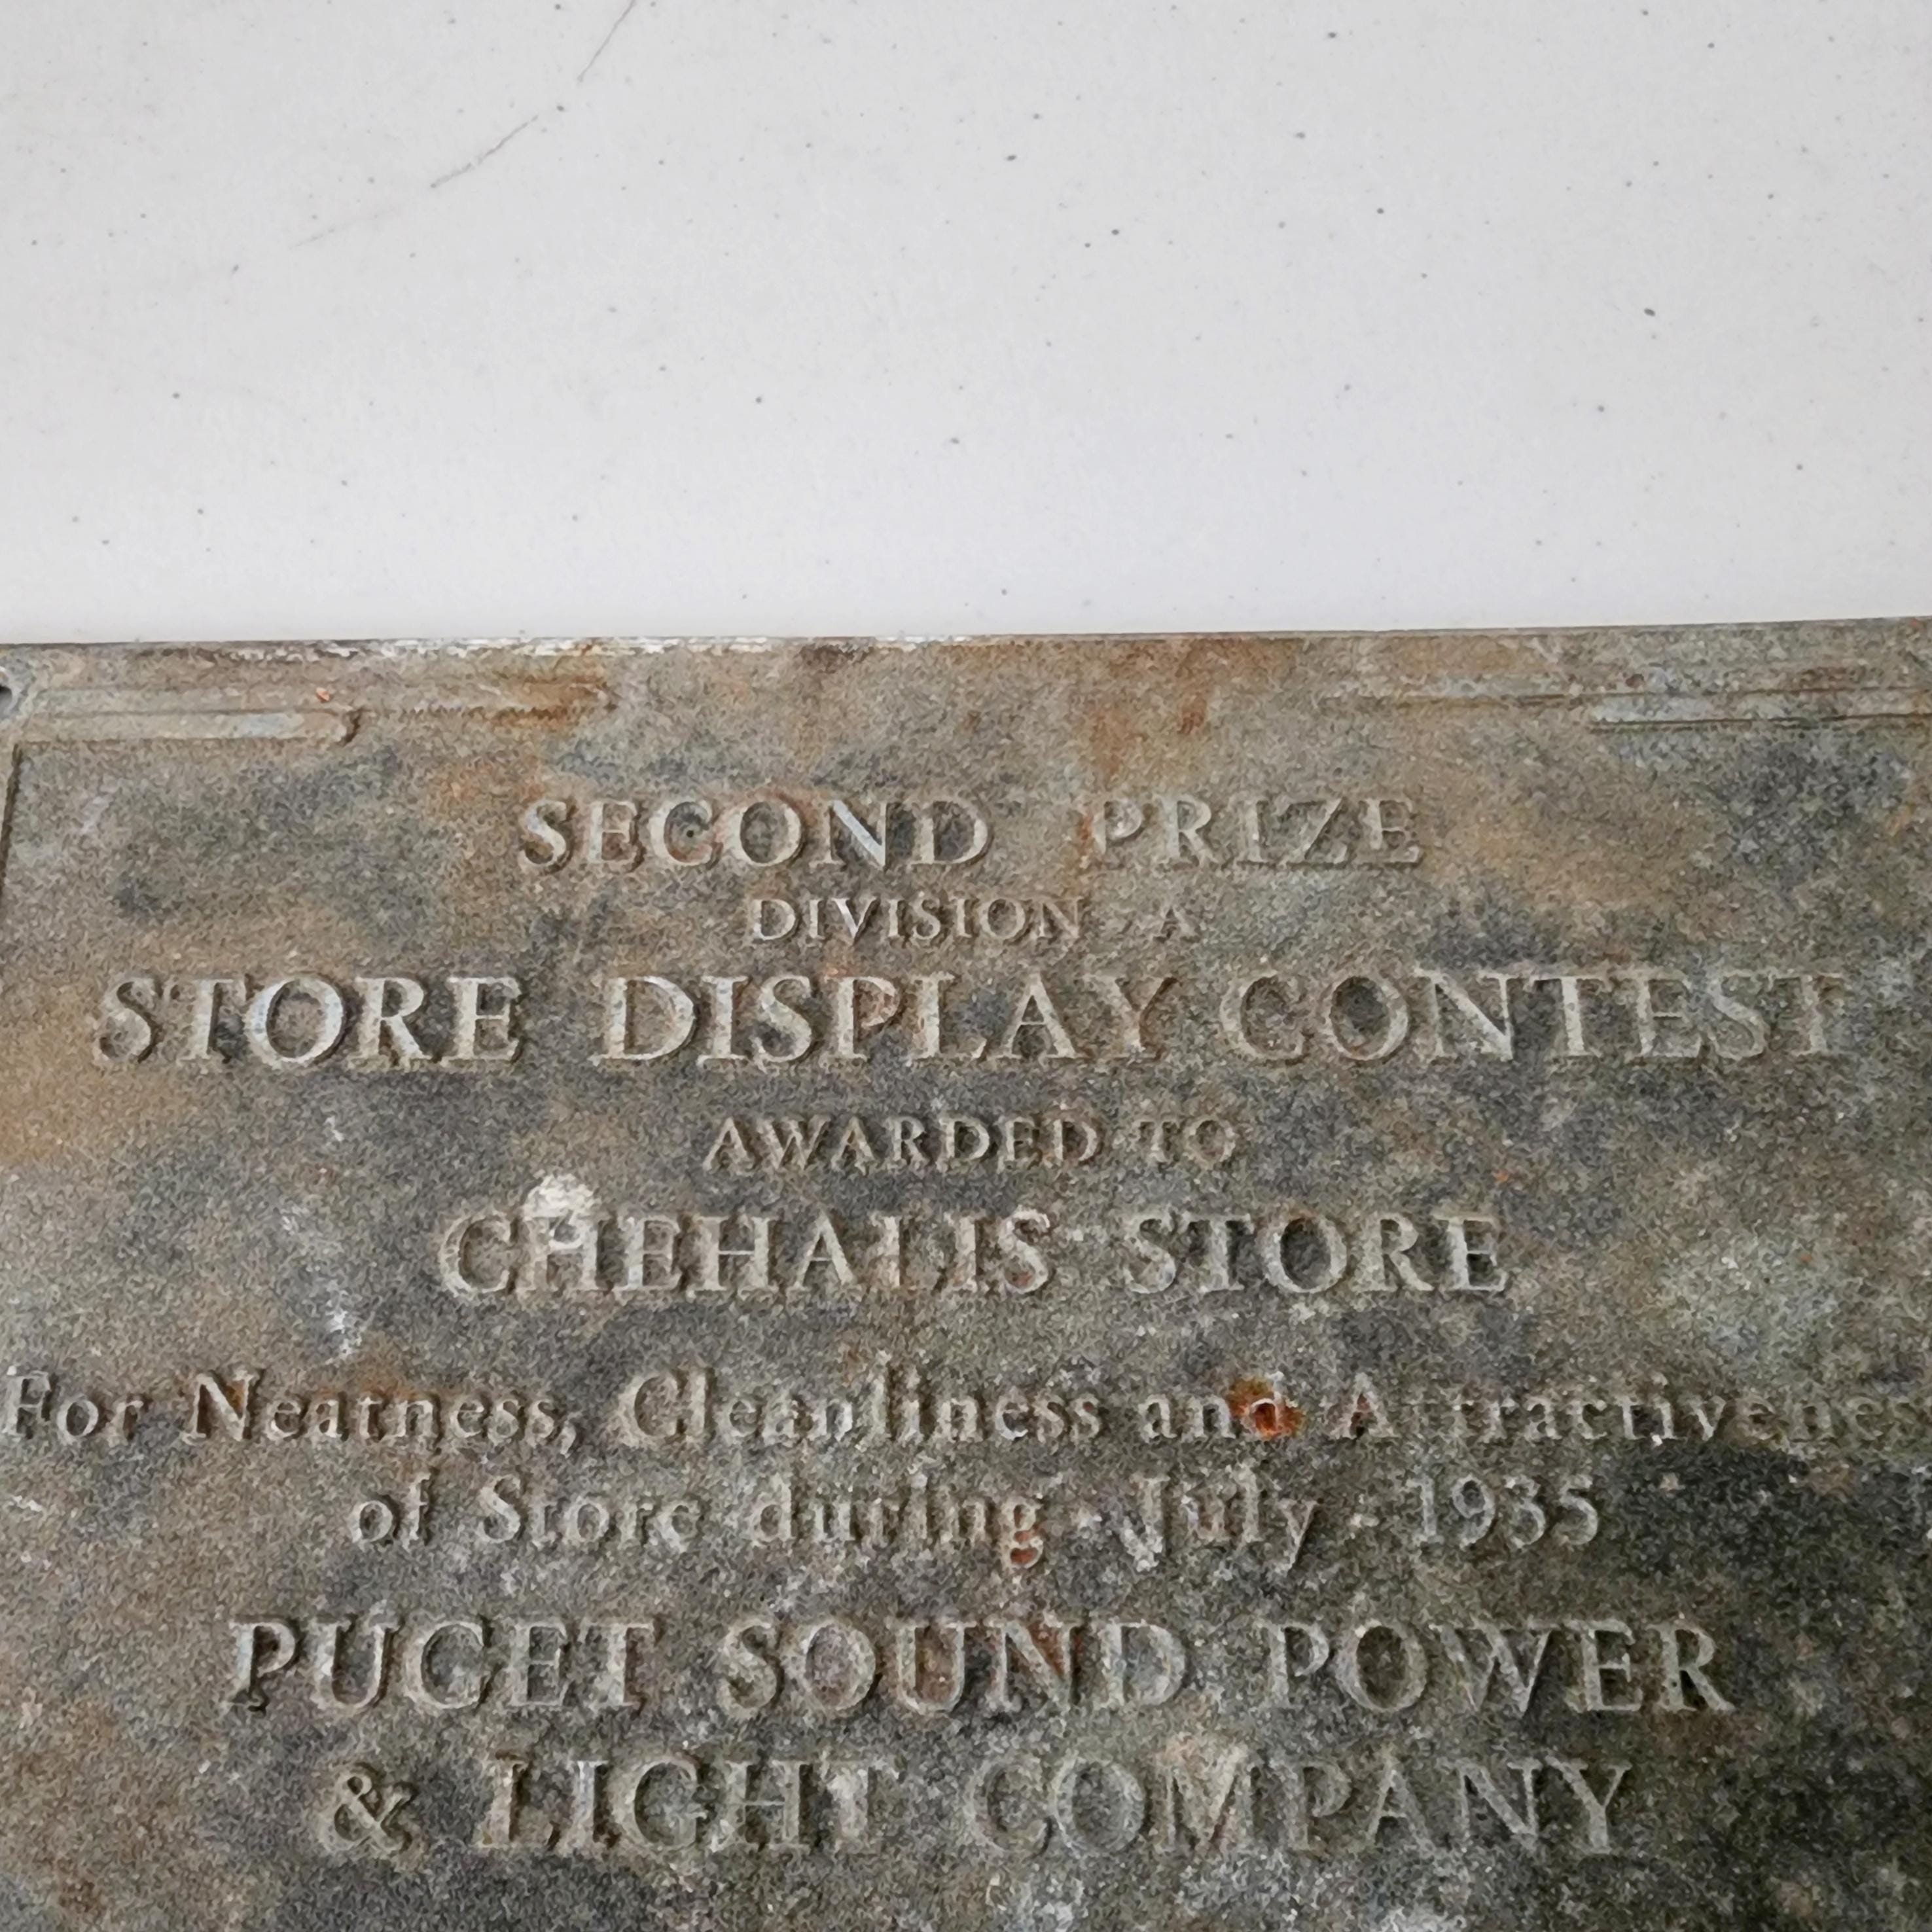 SECOND PRIZE
DIVISION A
STORE DISPLAY CONTEST
AWARDED TO
CHEHALIS STORE
For Neatness, Cleanliness and Attractivenes
of Store during July 1935
PUGET SOUND POWER
& LIGHT COMPANY